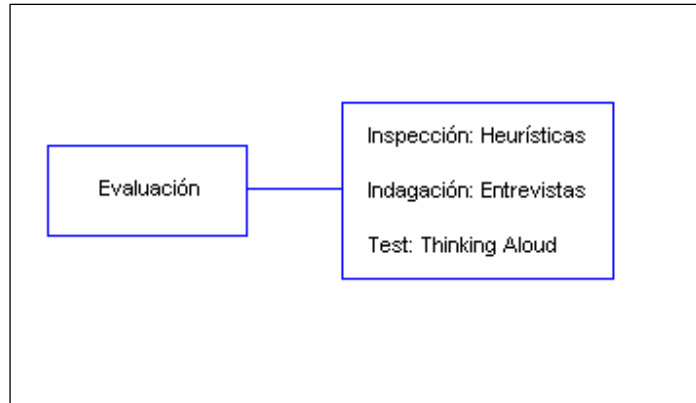 Evaluación
Inspección: Heurísticas
Indagación: Entrevistas
Test: Thinking Aloud